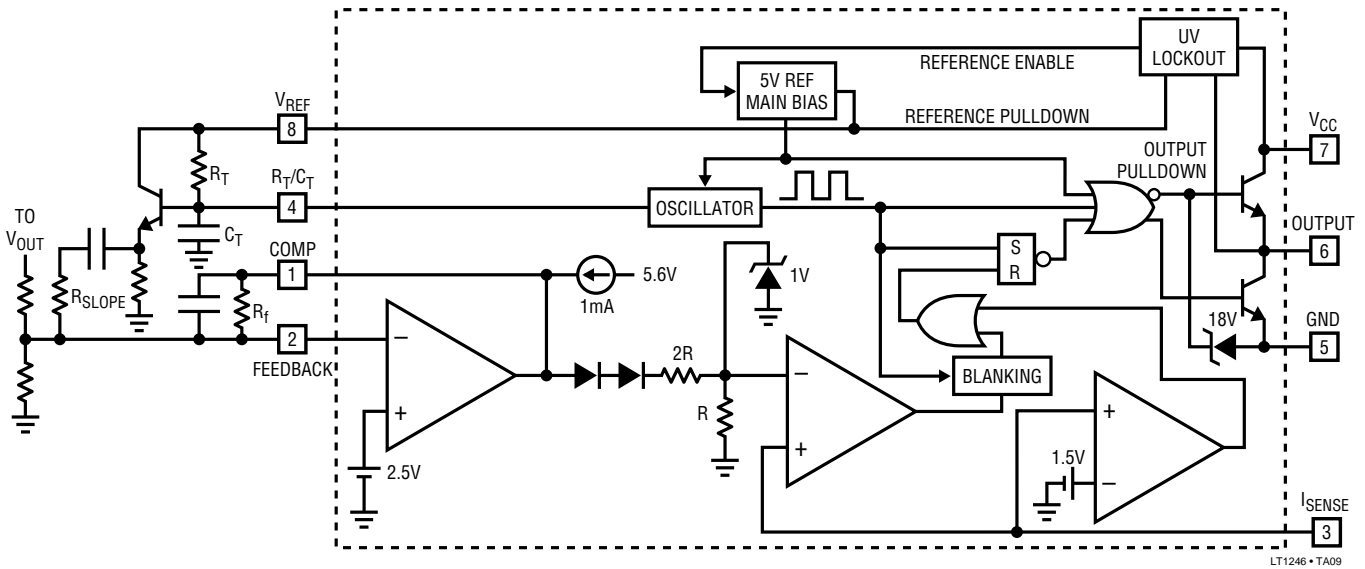 UV
LOCKOUT
REFERENCE ENABLE
5V REF
MAIN BIAS
V_REF
8
REFERENCE PULLDOWN
V_CC
7
R_T
R_T/C_T
4
OUTPUT
PULLDOWN
OSCILLATOR
TO
V_OUT
C_T
COMP
1
OUTPUT
6
S
R
5.6V
1mA
1V
R_SLOPE
R_f
2
FEEDBACK
18V
GND
5
–
+
2.5V
2R
R
–
+
BLANKING
+
–
1.5V
I_SENSE
3
LT1246 • TA09